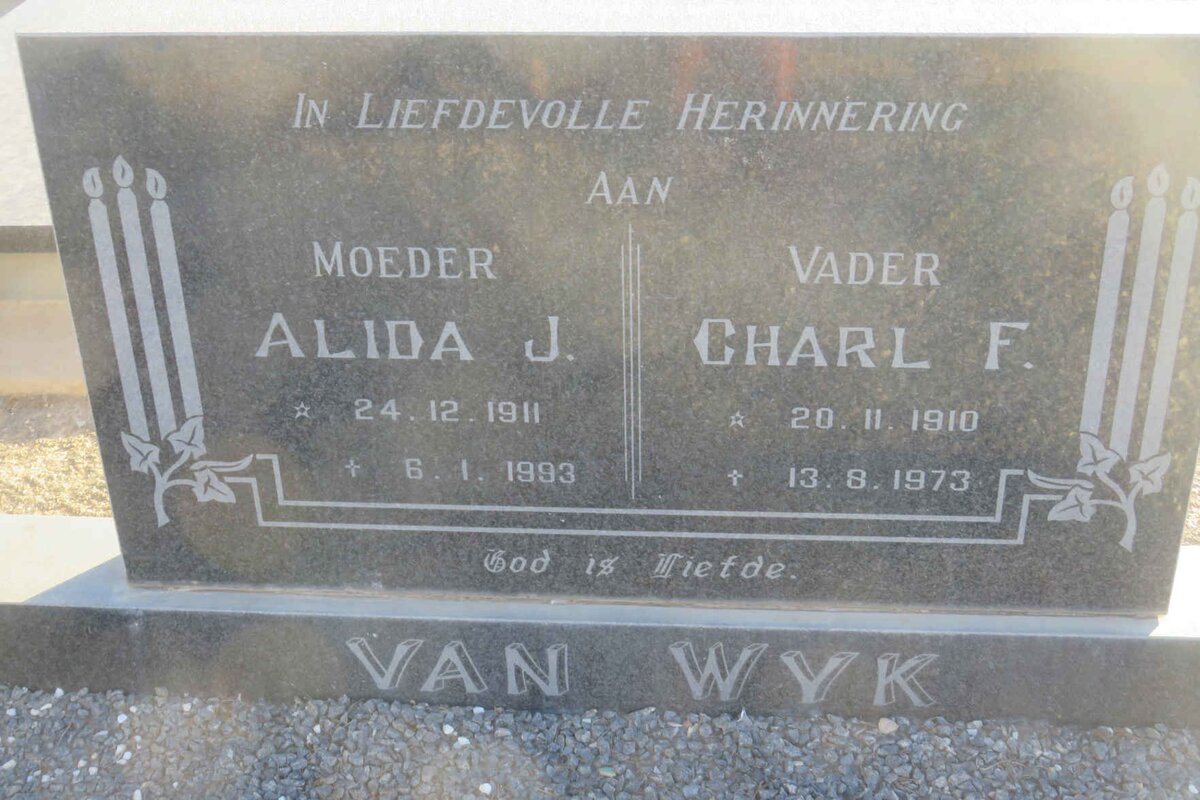 IN LIEFDEVOLLE HERINNERING
AAN
MOEDER
ALIDA J.
☆ 24.12.1911
✝ 6.1.1993
VADER
CHARL F.
☆ 20.11.1910
✝ 13.8.1973
God is Liefde.
VAN WYK